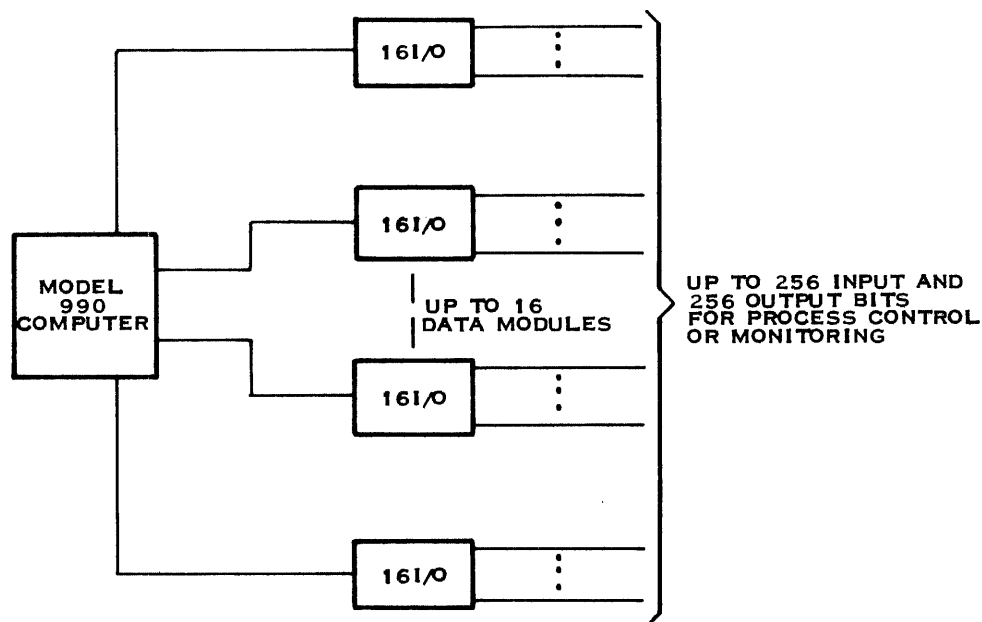 16I/O
16I/O
MODEL
990
COMPUTER
UP TO 16
DATA MODULES
UP TO 256 INPUT AND
256 OUTPUT BITS
FOR PROCESS CONTROL
OR MONITORING
16I/O
16I/O